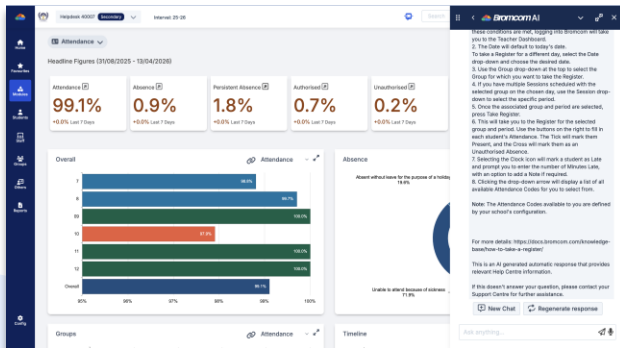 Helpdesk 40007 Secondary
Interval: 25-26
Search
Home
Favourites
Analysis
Students
Staff
Groups
Others
Reports
Config
Attendance
Headline Figures (31/08/2025 - 13/04/2026)
Attendance
99.1%
+0.0% Last 7 Days
Absence
0.9%
+0.0% Last 7 Days
Persistent Absence
1.8%
+0.0% Last 7 Days
Authorised
0.7%
+0.0% Last 7 Days
Unauthorised
0.2%
+0.0% Last 7 Days
Overall
Attendance
7
8
09
10
11
12
Overall
100.0%
97.9%
100.0%
100.0%
99.1%
95%
96%
97%
98%
99%
100%
Absence
Absent without leave for the purpose of a holiday
19.6%
Unable to attend because of sickness
71.9%
Groups
Attendance
Timeline
Bromcom AI
these conditions are met, logging into Bromcom will take
you to the Teacher Dashboard.
2. The Date will default to today's date.
To take a Register for a different day, select the Date
drop-down and choose the desired date.
3. Use the Group drop-down at the top to select the
Group for which you want to take the Register.
4. If you have multiple Sessions scheduled with the
selected group on the chosen day, use the Session drop-
down to select the specific period.
5. Once the associated group and period are selected,
press Take Register.
6. This will take you to the Register for the selected
group and period. Use the buttons on the right to fill in
each student's Attendance. The Tick will mark them
Present, and the Cross will mark them as an
Unauthorised Absence.
7. Selecting the Clock icon will mark a student as Late
and prompt you to enter the number of Minutes Late,
with an option to add a Note if required.
8. Clicking the drop-down arrow will display a list of all
available Attendance Codes for you to select from.
Note: The Attendance Codes available to you are defined
by your school's configuration.
For more details: https://docs.bromcom.com/knowledge-
base/how-to-take-a-register/
This is an AI generated automatic response that provides
relevant Help Centre information.
If this doesn't answer your question, please contact your
Support Centre for further assistance.
New Chat
Regenerate response
Ask anything...